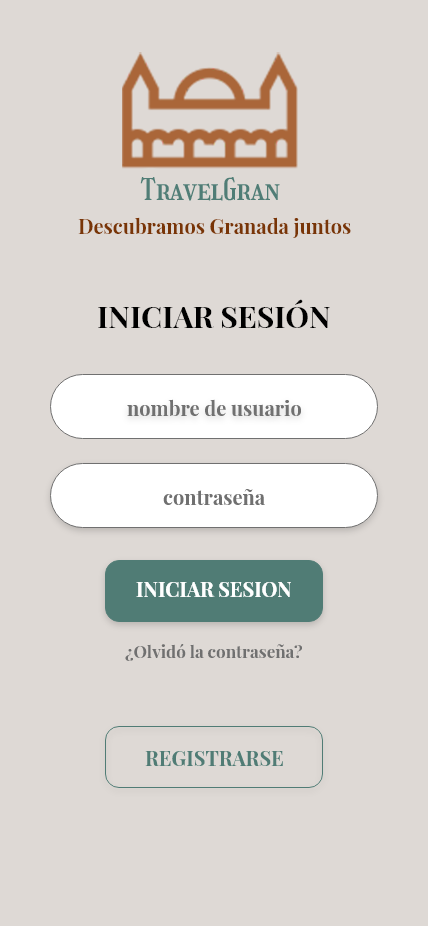 TRAVELGRAN
Descubramos Granada juntos
INICIAR SESIÓN
nombre de usuario
contraseña
INICIAR SESION
¿Olvidó la contraseña?
REGISTRARSE